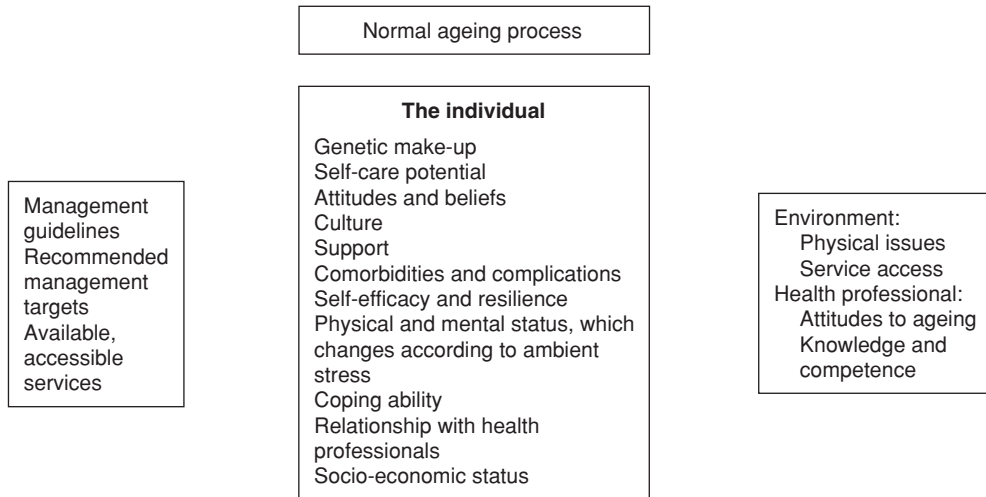 Normal ageing process
The individual
Genetic make-up
Self-care potential
Attitudes and beliefs
Culture
Support
Comorbidities and complications
Self-efficacy and resilience
Physical and mental status, which
changes according to ambient
stress
Coping ability
Relationship with health
professionals
Socio-economic status
Management
guidelines
Recommended
management
targets
Available,
accessible
services
Environment:
Physical issues
Service access
Health professional:
Attitudes to ageing
Knowledge and
competence